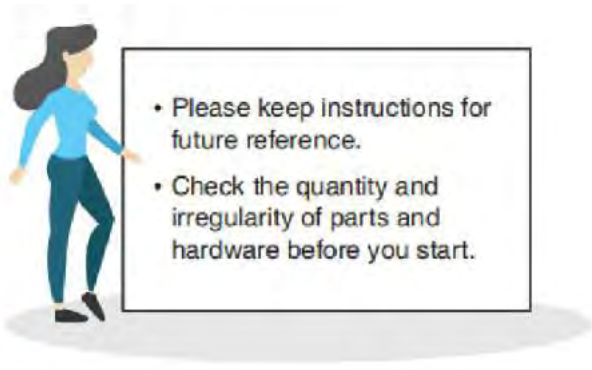 • Please keep instructions for
future reference.
• Check the quantity and
irregularity of parts and
hardware before you start.